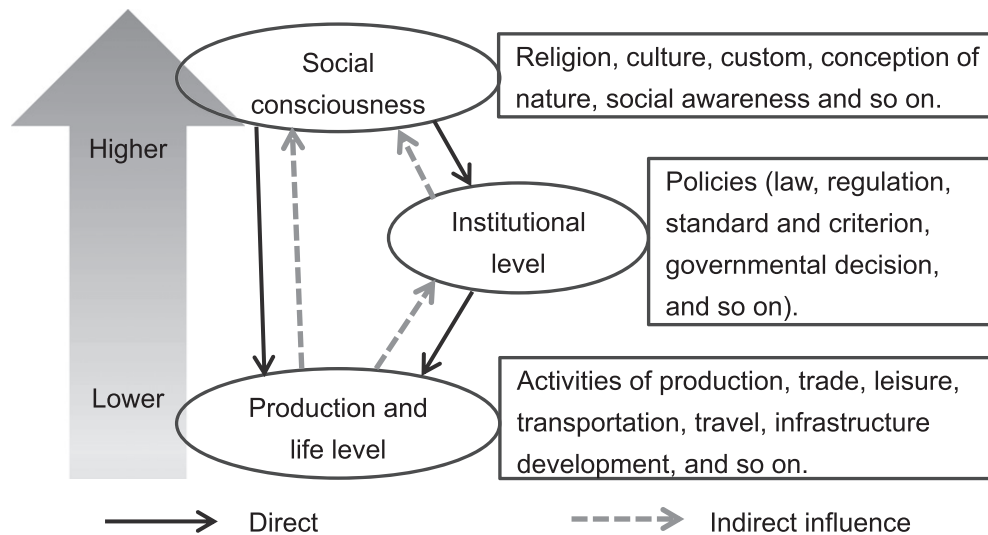 Social
consciousness
Religion, culture, custom, conception of
nature, social awareness and so on.
Higher
Institutional
level
Policies (law, regulation,
standard and criterion,
governmental decision,
and so on).
Lower
Production and
life level
Activities of production, trade, leisure,
transportation, travel, infrastructure
development, and so on.
Direct
Indirect influence